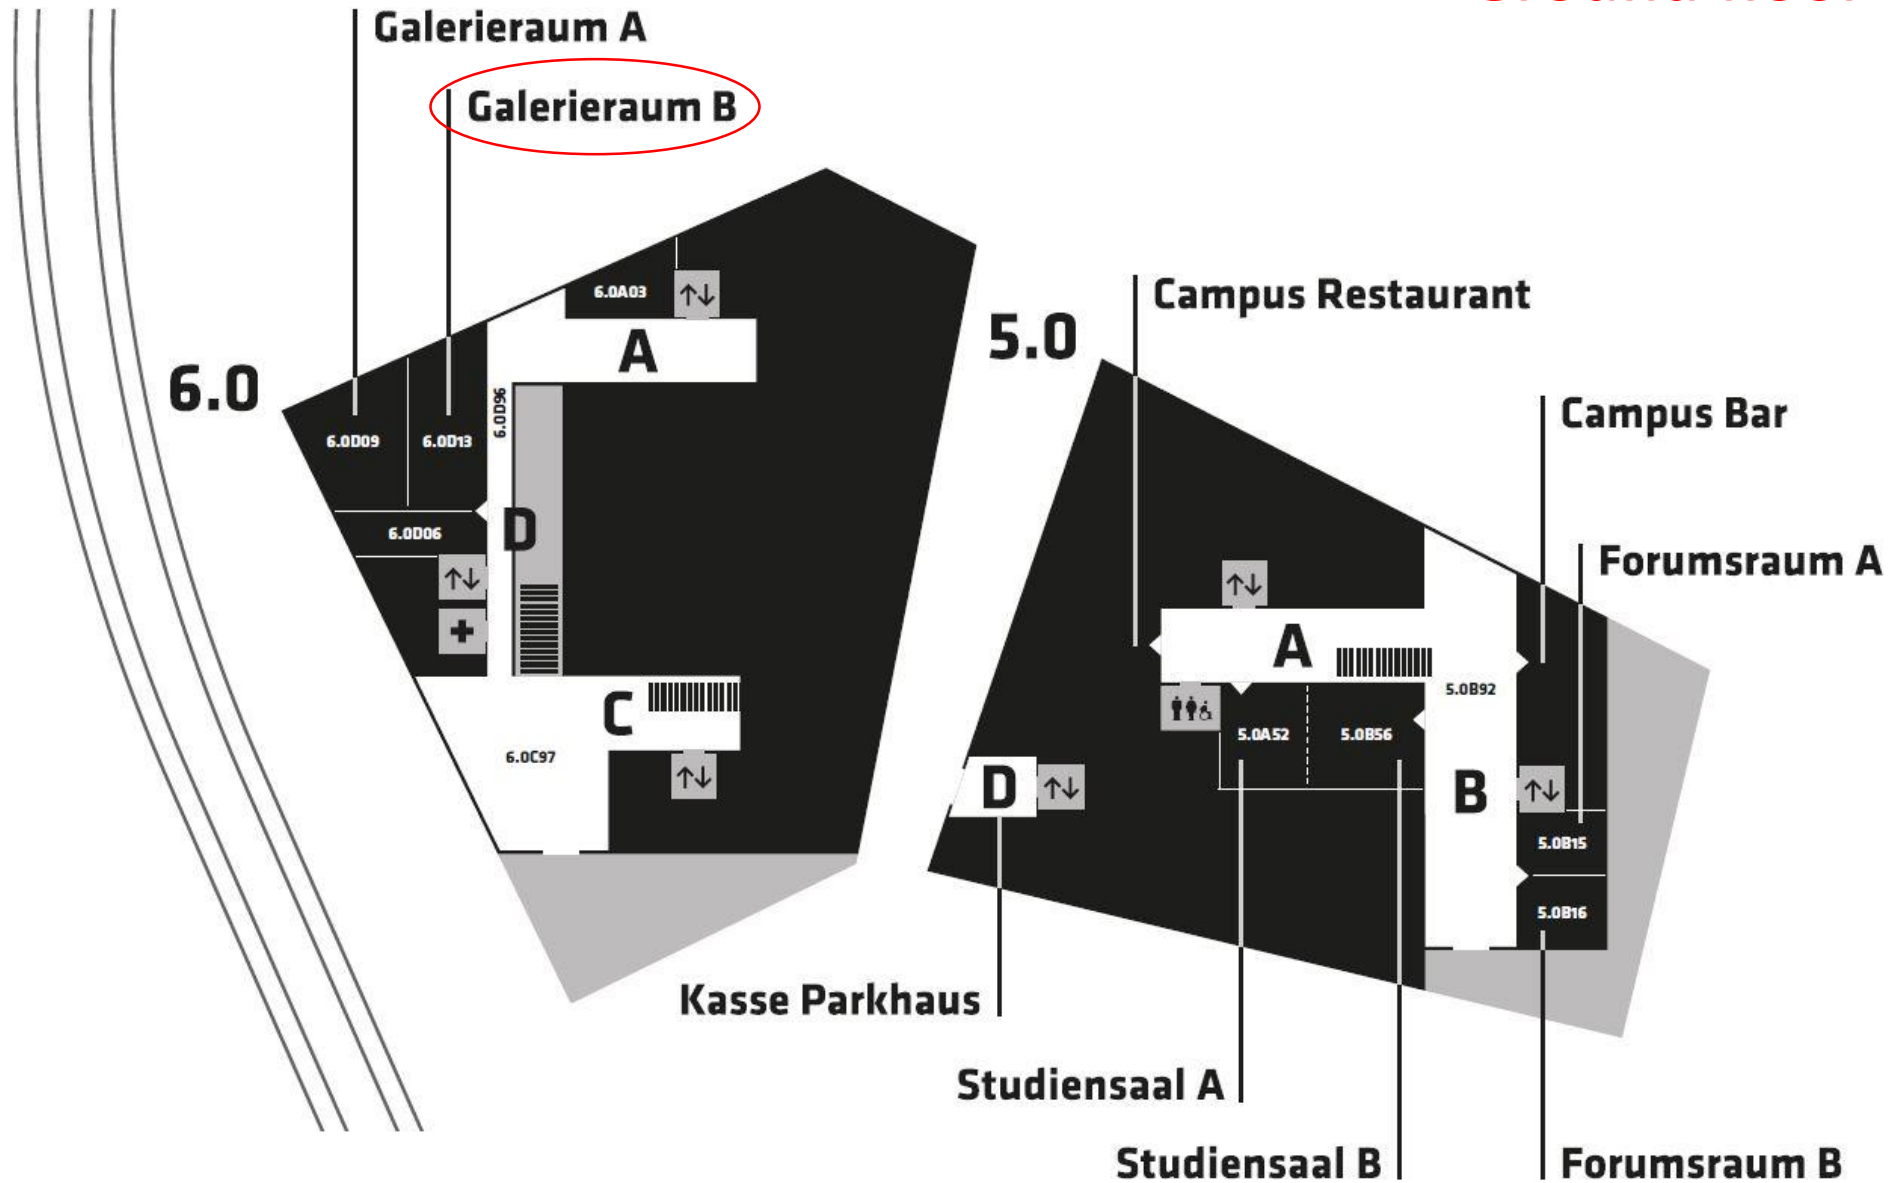 Galerieraum A
Galerieraum B
6.0A03
A
5.0
Campus Restaurant
6.0
6.0D96
6.0D09
6.0D13
Campus Bar
D
6.0D06
Forumsraum A
A
5.0B92
C
6.0C97
5.0A52
5.0B56
D
B
5.0B15
5.0B16
Kasse Parkhaus
Studiensaal A
Studiensaal B
Forumsraum B